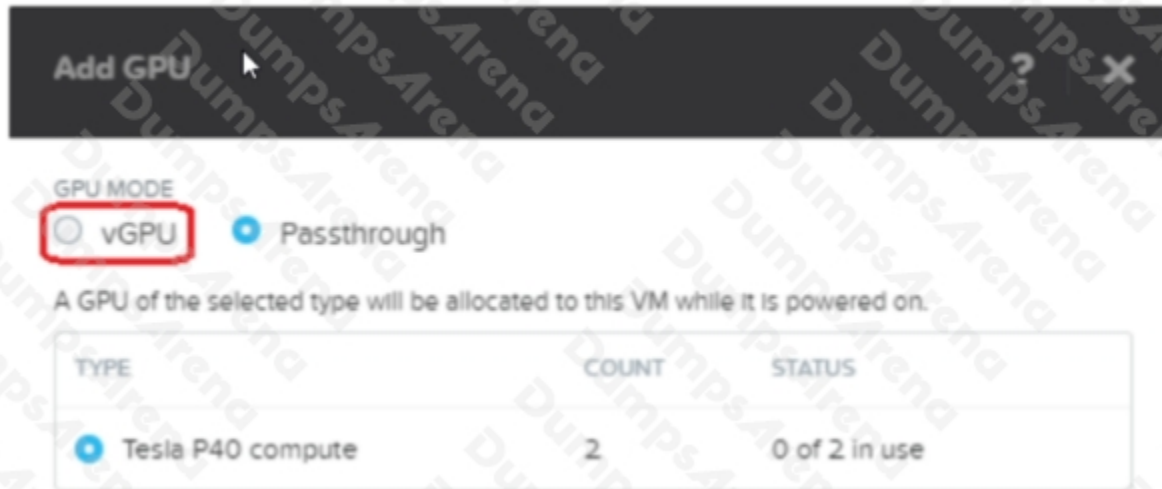 Add GPU ? ×
GPU MODE
vGPU Passthrough
A GPU of the selected type will be allocated to this VM while it is powered on.
TYPE COUNT STATUS
Tesla P40 compute 2 0 of 2 in use
DumpsArena